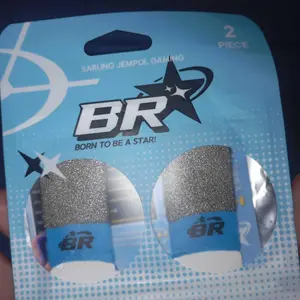 2
PIECE
SARUNG JEMPOL GAMING
BR
BORN TO BE A STAR!
BR
BR